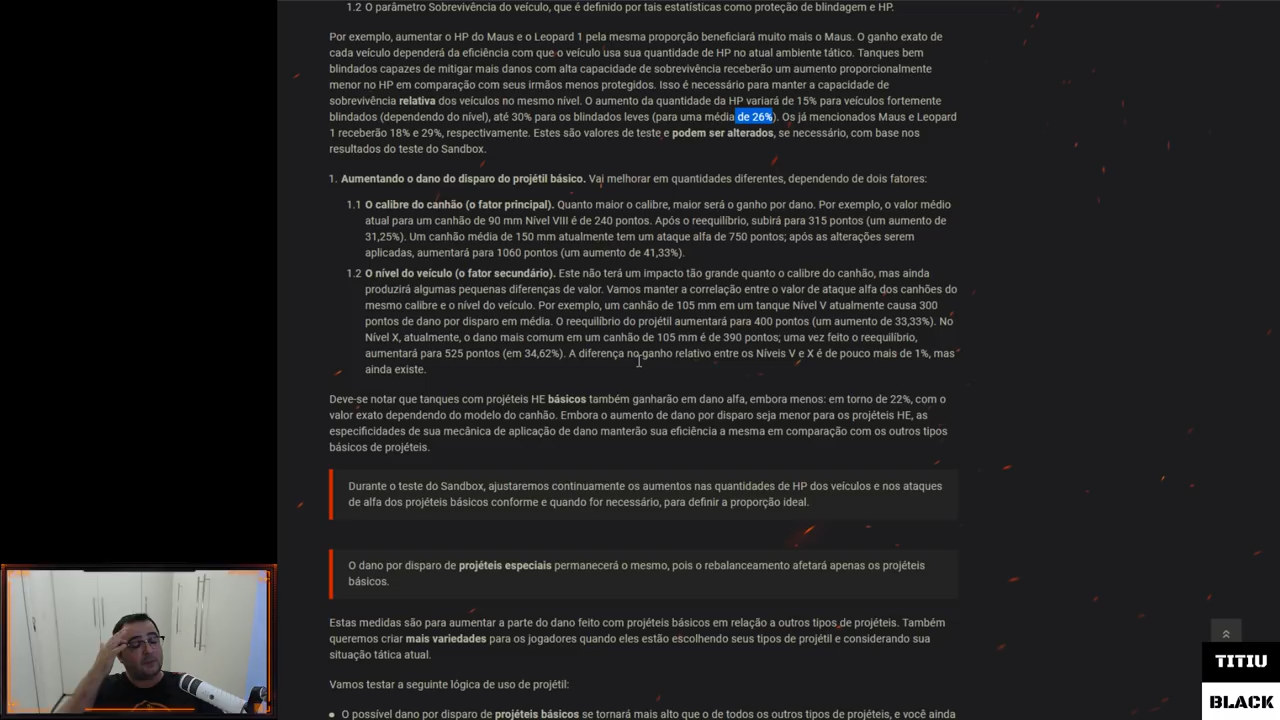 1.2 O parâmetro Sobrevivência do veículo, que é definido por tais estatísticas como proteção de blindagem e HP.
Por exemplo, aumentar o HP do Maus e o Leopard 1 pela mesma proporção beneficiará muito mais o Maus. O ganho exato de
cada veículo dependerá da eficiência com que o veículo usa sua quantidade de HP no atual ambiente tático. Tanques bem
blindados capazes de mitigar mais danos com alta capacidade de sobrevivência receberão um aumento proporcionalmente
menor no HP em comparação com seus irmãos menos protegidos. Isso é necessário para manter a capacidade de
sobrevivência relativa dos veículos no mesmo nível. O aumento da quantidade da HP variará de 15% para veículos fortemente
blindados (dependendo do nível), até 30% para os blindados leves (para uma média de 26%). Os já mencionados Maus e Leopard
1 receberão 18% e 29%, respectivamente. Estes são valores de teste e podem ser alterados, se necessário, com base nos
resultados do teste do Sandbox.
1. Aumentando o dano do disparo do projétil básico. Vai melhorar em quantidades diferentes, dependendo de dois fatores:
1.1 O calibre do canhão (o fator principal). Quanto maior o calibre, maior será o ganho por dano. Por exemplo, o valor médio
atual para um canhão de 90 mm Nível VIII é de 240 pontos. Após o reequilíbrio, subirá para 315 pontos (um aumento de
31,25%). Um canhão média de 150 mm atualmente tem um ataque alfa de 750 pontos; após as alterações serem
aplicadas, aumentará para 1060 pontos (um aumento de 41,33%).
1.2 O nível do veículo (o fator secundário). Este não terá um impacto tão grande quanto o calibre do canhão, mas ainda
produzirá algumas pequenas diferenças de valor. Vamos manter a correlação entre o valor de ataque alfa dos canhões do
mesmo calibre e o nível do veículo. Por exemplo, um canhão de 105 mm em um tanque Nível V atualmente causa 300
pontos de dano por disparo em média. O reequilíbrio do projétil aumentará para 400 pontos (um aumento de 33,33%). No
Nível X, atualmente, o dano mais comum em um canhão de 105 mm é de 390 pontos; uma vez feito o reequilíbrio,
aumentará para 525 pontos (em 34,62%). A diferença no ganho relativo entre os Níveis V e X é de pouco mais de 1%, mas
ainda existe.
Deve-se notar que tanques com projéteis HE básicos também ganharão em dano alfa, embora menos: em torno de 22%, com o
valor exato dependendo do modelo do canhão. Embora o aumento de dano por disparo seja menor para os projéteis HE, as
especificidades de sua mecânica de aplicação de dano manterão sua eficiência a mesma em comparação com os outros tipos
básicos de projéteis.
Durante o teste do Sandbox, ajustaremos continuamente os aumentos nas quantidades de HP dos veículos e nos ataques
de alfa dos projéteis básicos conforme e quando for necessário, para definir a proporção ideal.
O dano por disparo de projéteis especiais permanecerá o mesmo, pois o rebalanceamento afetará apenas os projéteis
básicos.
Estas medidas são para aumentar a parte do dano feito com projéteis básicos em relação a outros tipos de projéteis. Também
queremos criar mais variedades para os jogadores quando eles estão escolhendo seus tipos de projétil e considerando sua
situação tática atual.
Vamos testar a seguinte lógica de uso de projétil:
O possível dano por disparo de projéteis básicos se tornará mais alto que o de todos os outros tipos de projéteis, e você ainda
TITIU
BLACK